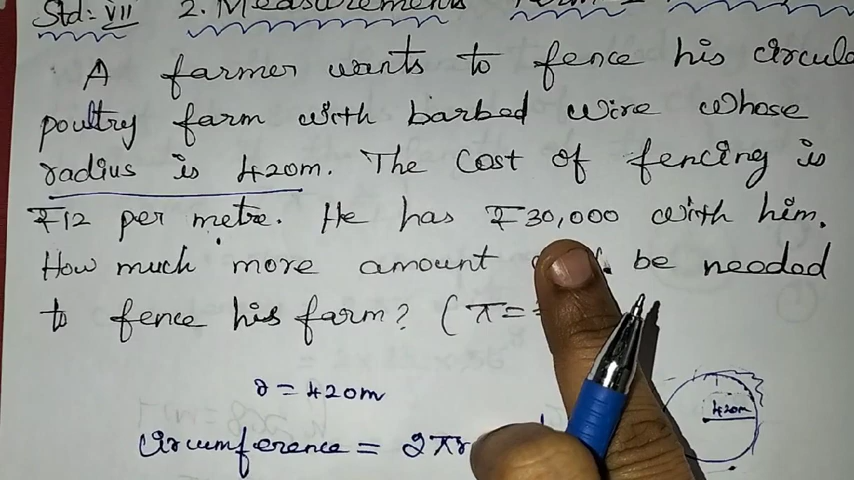 Std: VII 2. Measurements Term
A farmer wants to fence his circula
poultry farm with barbed wire whose
radius is 420m. The cost of fencing is
₹12 per metre. He has ₹30,000 with him.
How much more amount be needed
to fence his farm? (π=
r = 420m
420m
Circumference = 2πr